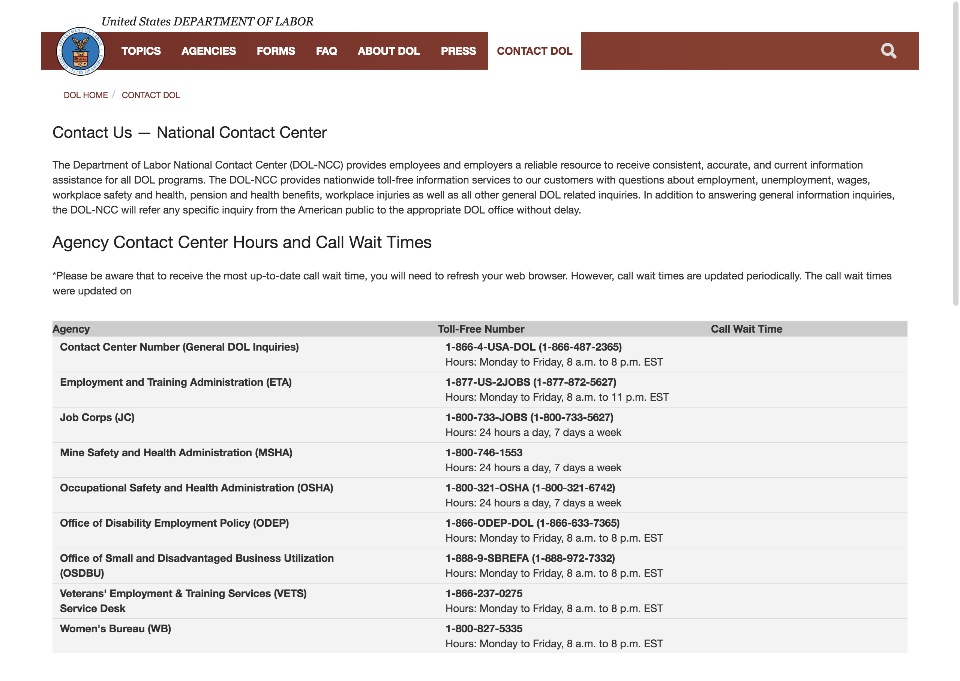 United States DEPARTMENT OF LABOR
TOPICS AGENCIES FORMS FAQ ABOUT DOL PRESS CONTACT DOL
DOL HOME / CONTACT DOL
Contact Us — National Contact Center
The Department of Labor National Contact Center (DOL-NCC) provides employees and employers a reliable resource to receive consistent, accurate, and current information
assistance for all DOL programs. The DOL-NCC provides nationwide toll-free information services to our customers with questions about employment, unemployment, wages,
workplace safety and health, pension and health benefits, workplace injuries as well as all other general DOL related inquiries. In addition to answering general information inquiries,
the DOL-NCC will refer any specific inquiry from the American public to the appropriate DOL office without delay.
Agency Contact Center Hours and Call Wait Times
*Please be aware that to receive the most up-to-date call wait time, you will need to refresh your web browser. However, call wait times are updated periodically. The call wait times
were updated on
Agency Toll-Free Number Call Wait Time
Contact Center Number (General DOL Inquiries) 1-866-4-USA-DOL (1-866-487-2365)
Hours: Monday to Friday, 8 a.m. to 8 p.m. EST
Employment and Training Administration (ETA) 1-877-US-2JOBS (1-877-872-5627)
Hours: Monday to Friday, 8 a.m. to 11 p.m. EST
Job Corps (JC) 1-800-733-JOBS (1-800-733-5627)
Hours: 24 hours a day, 7 days a week
Mine Safety and Health Administration (MSHA) 1-800-746-1553
Hours: 24 hours a day, 7 days a week
Occupational Safety and Health Administration (OSHA) 1-800-321-OSHA (1-800-321-6742)
Hours: 24 hours a day, 7 days a week
Office of Disability Employment Policy (ODEP) 1-866-ODEP-DOL (1-866-633-7365)
Hours: Monday to Friday, 8 a.m. to 8 p.m. EST
Office of Small and Disadvantaged Business Utilization 1-888-9-SBREFA (1-888-972-7332)
(OSDBU) Hours: Monday to Friday, 8 a.m. to 8 p.m. EST
Veterans' Employment & Training Services (VETS) 1-866-237-0275
Service Desk Hours: Monday to Friday, 8 a.m. to 8 p.m. EST
Women's Bureau (WB) 1-800-827-5335
Hours: Monday to Friday, 8 a.m. to 8 p.m. EST